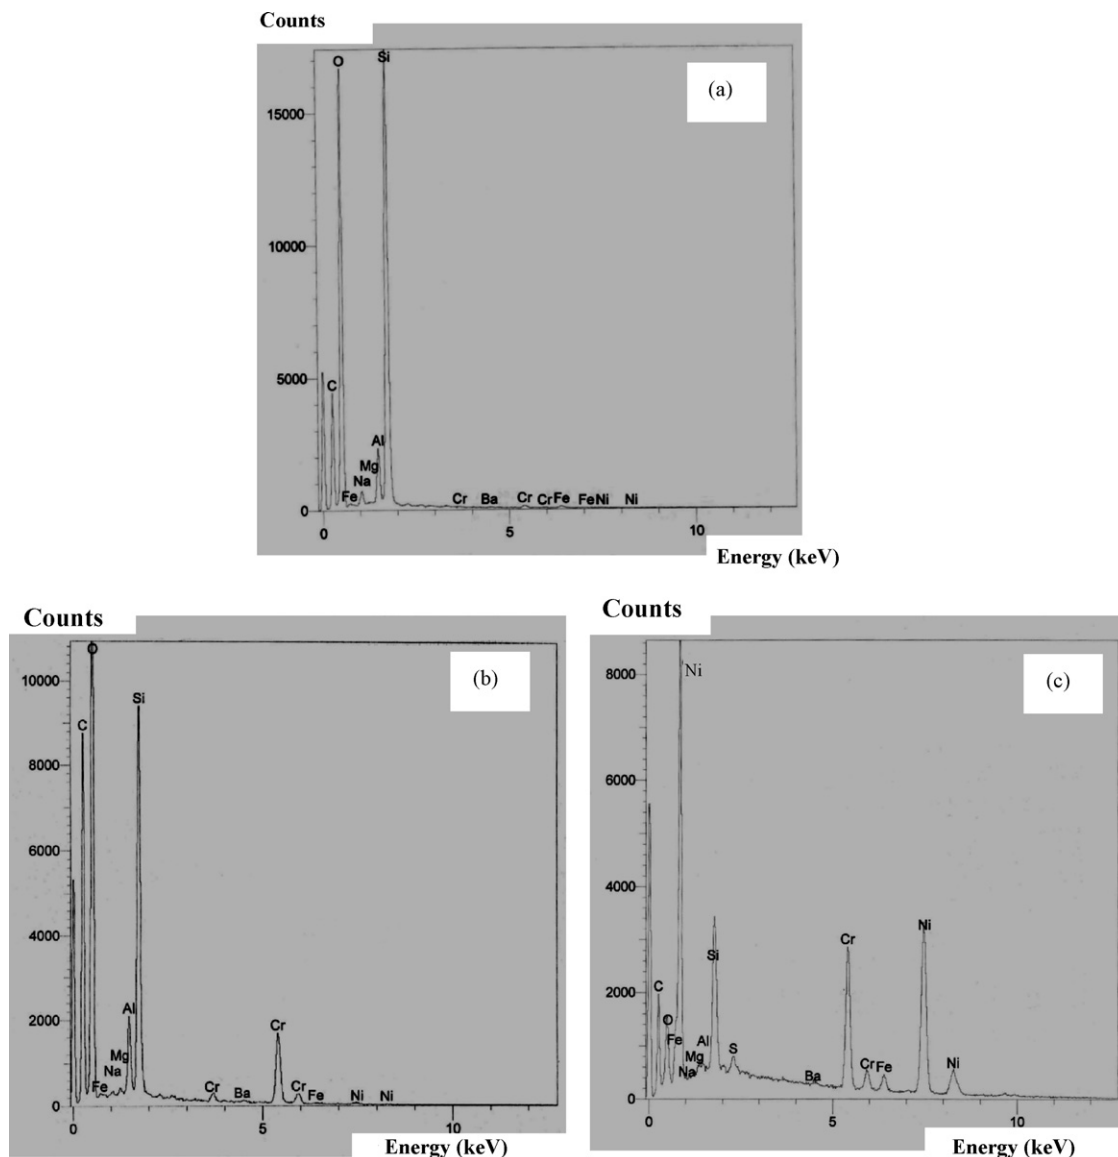 Counts
(a)
O
Si
15000
10000
5000
C
Al
Mg
Na
Fe
Cr
Ba
Cr
Cr
Fe
Fe
Ni
Ni
0
0
5
10
Energy (keV)
Counts
(b)
O
10000
Si
C
8000
6000
4000
2000
Al
Cr
Mg
Na
Fe
Cr
Ba
Cr
Fe
Ni
Ni
0
0
5
10
Energy (keV)
Counts
(c)
Ni
8000
6000
4000
2000
Cr
Ni
Si
C
O
Fe
Al
Mg
Na
S
Ba
Cr
Fe
Ni
0
0
5
10
Energy (keV)